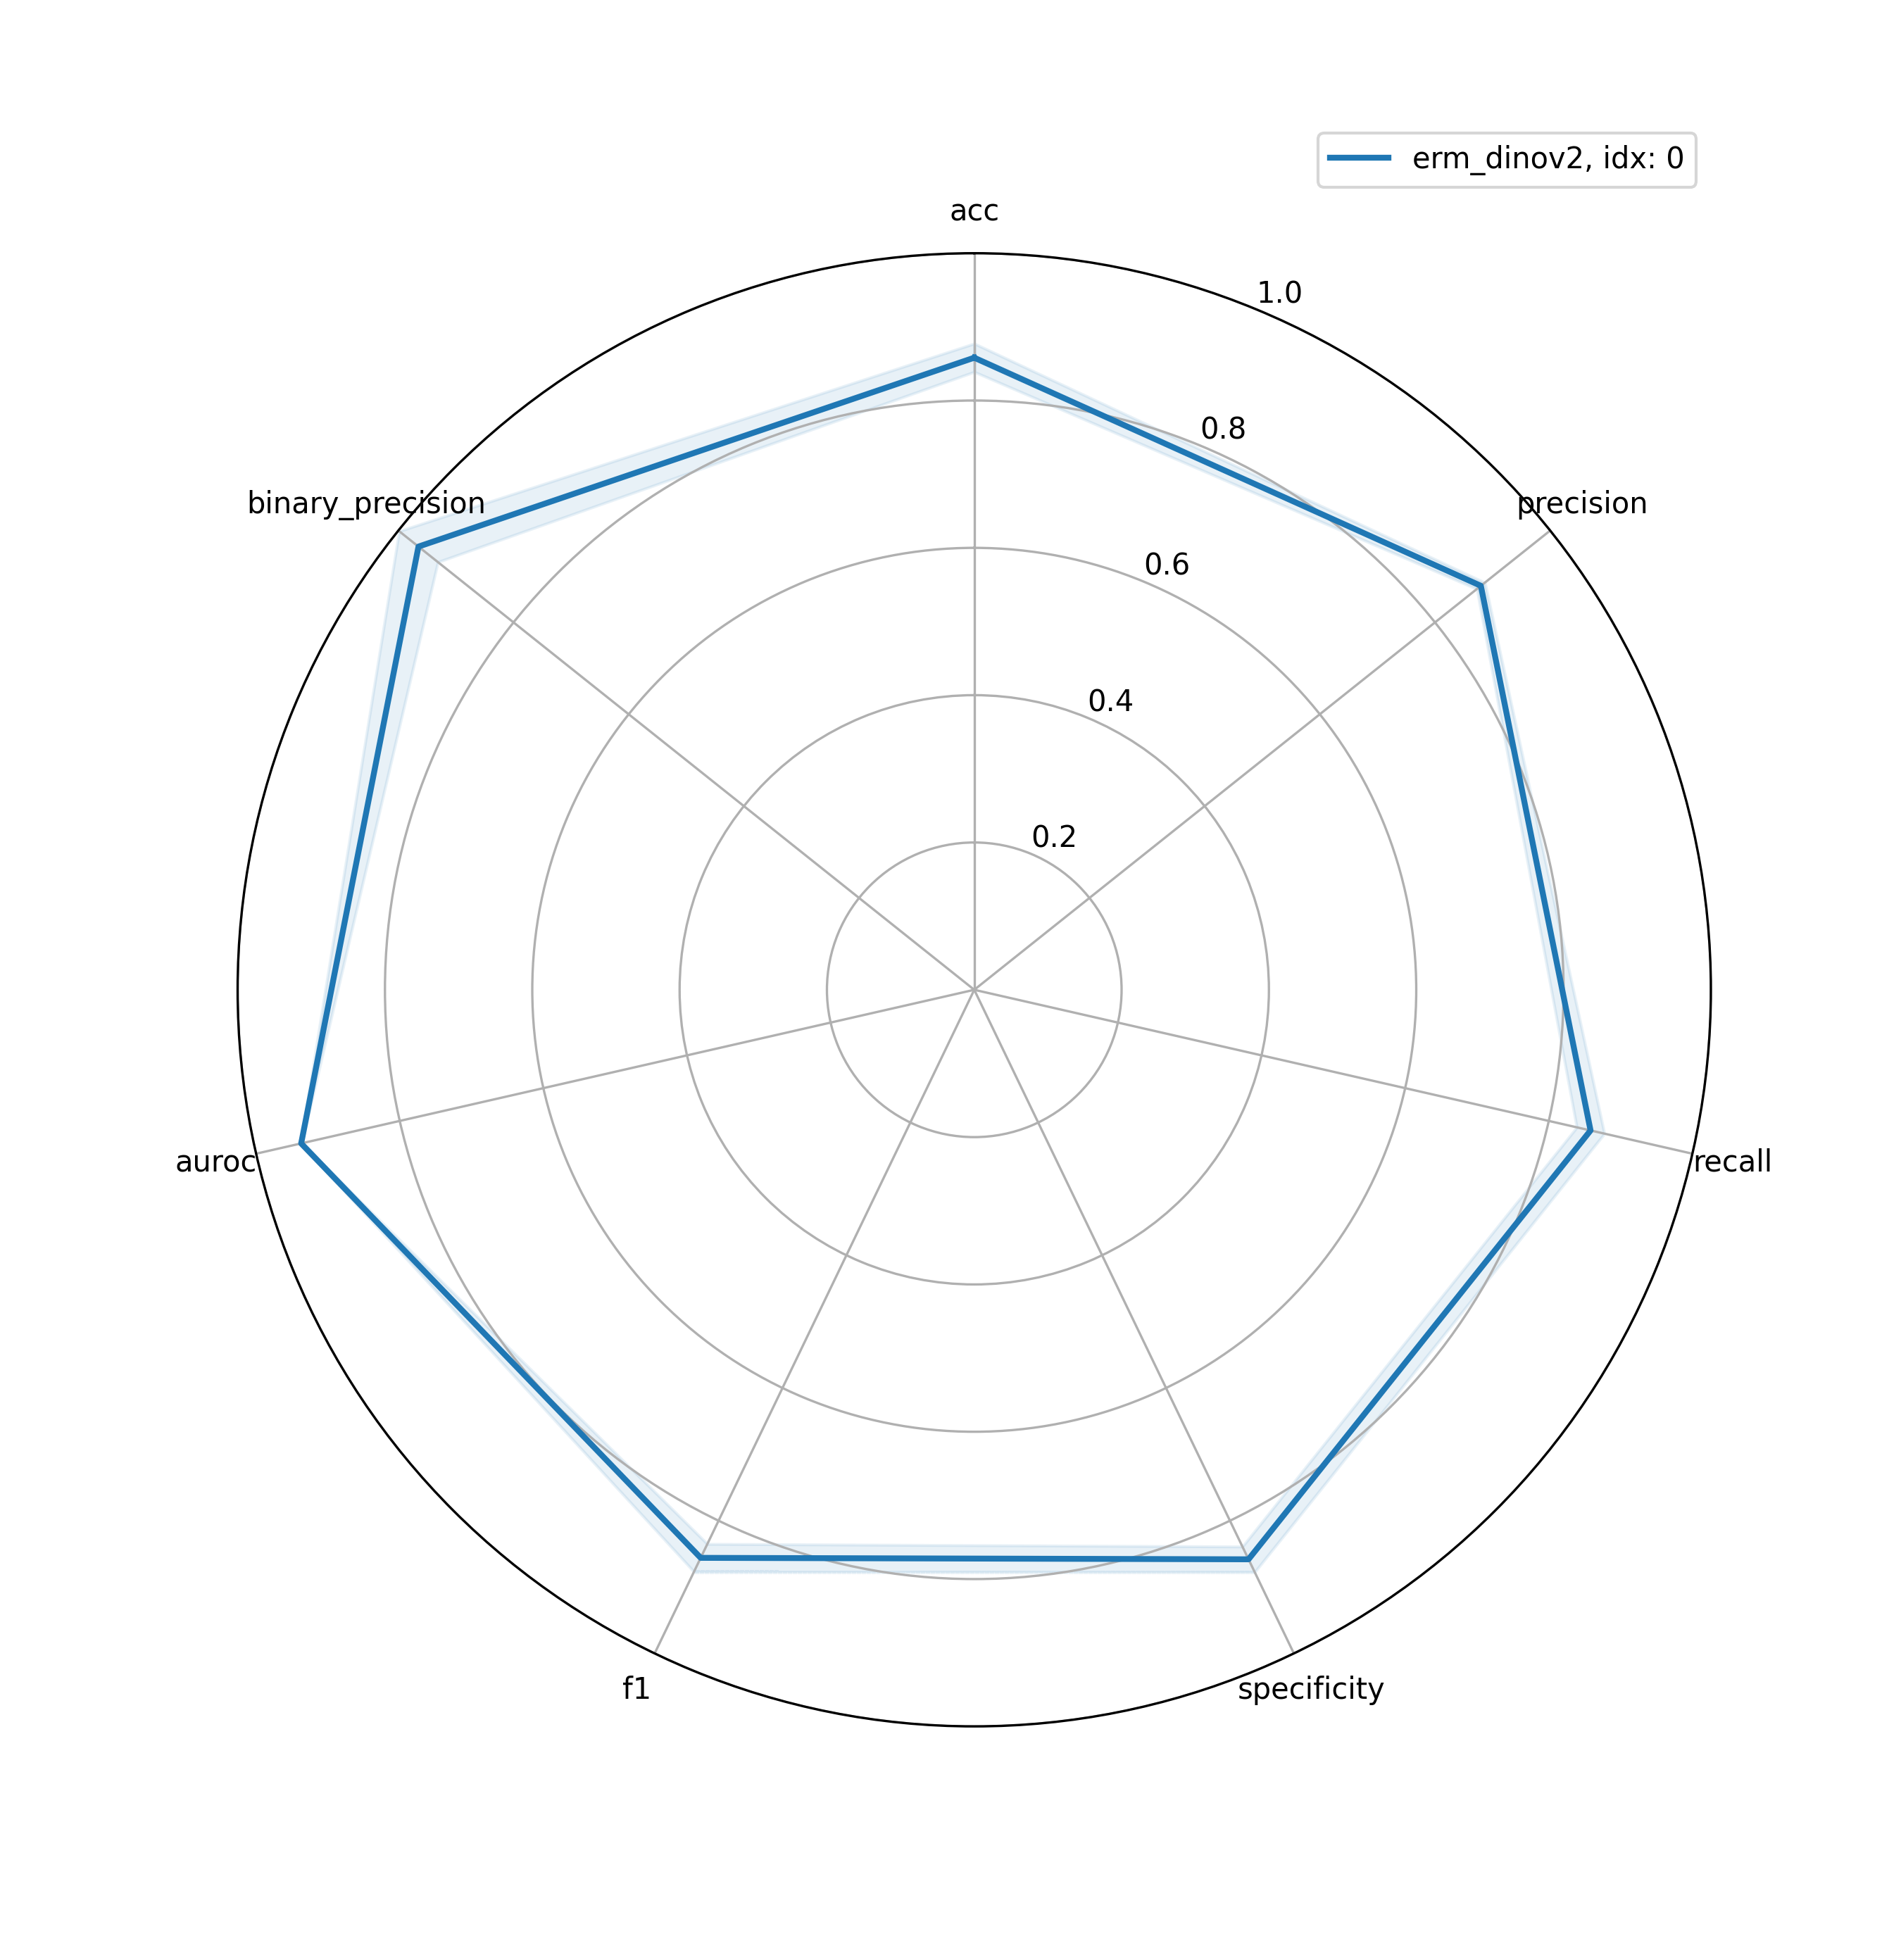 erm_dinov2, idx: 0
acc
1.0
0.8
binary_precision
precision
0.6
0.4
0.2
auroc
recall
f1
specificity